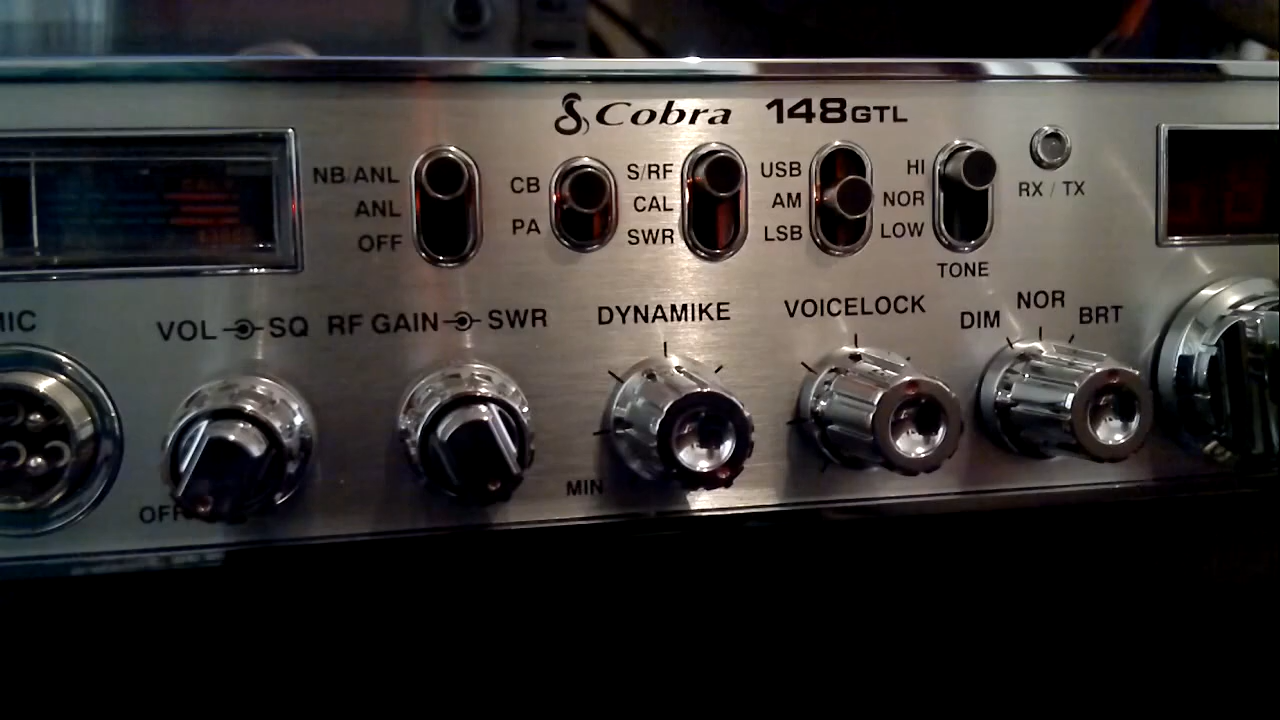 Cobra 148GTL
NB/ANL
ANL
OFF
CB
PA
S/RF
CAL
SWR
USB
AM
LSB
HI
NOR
LOW
TONE
RX / TX
MIC
VOL SQ
RF GAIN SWR
DYNAMIKE
VOICELOCK
DIM NOR BRT
OFF
MIN